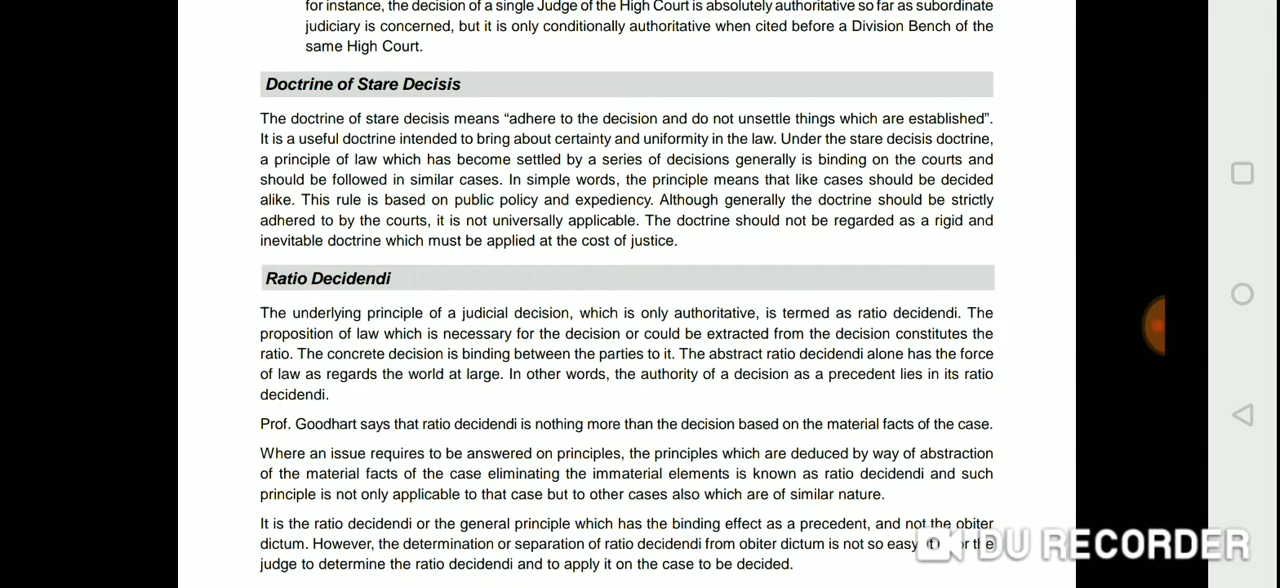 for instance, the decision of a single Judge of the High Court is absolutely authoritative so far as subordinate
judiciary is concerned, but it is only conditionally authoritative when cited before a Division Bench of the
same High Court.
Doctrine of Stare Decisis
The doctrine of stare decisis means “adhere to the decision and do not unsettle things which are established”.
It is a useful doctrine intended to bring about certainty and uniformity in the law. Under the stare decisis doctrine,
a principle of law which has become settled by a series of decisions generally is binding on the courts and
should be followed in similar cases. In simple words, the principle means that like cases should be decided
alike. This rule is based on public policy and expediency. Although generally the doctrine should be strictly
adhered to by the courts, it is not universally applicable. The doctrine should not be regarded as a rigid and
inevitable doctrine which must be applied at the cost of justice.
Ratio Decidendi
The underlying principle of a judicial decision, which is only authoritative, is termed as ratio decidendi. The
proposition of law which is necessary for the decision or could be extracted from the decision constitutes the
ratio. The concrete decision is binding between the parties to it. The abstract ratio decidendi alone has the force
of law as regards the world at large. In other words, the authority of a decision as a precedent lies in its ratio
decidendi.
Prof. Goodhart says that ratio decidendi is nothing more than the decision based on the material facts of the case.
Where an issue requires to be answered on principles, the principles which are deduced by way of abstraction
of the material facts of the case eliminating the immaterial elements is known as ratio decidendi and such
principle is not only applicable to that case but to other cases also which are of similar nature.
It is the ratio decidendi or the general principle which has the binding effect as a precedent, and not the obiter
dictum. However, the determination or separation of ratio decidendi from obiter dictum is not so easy the
judge to determine the ratio decidendi and to apply it on the case to be decided.
DU RECORDER